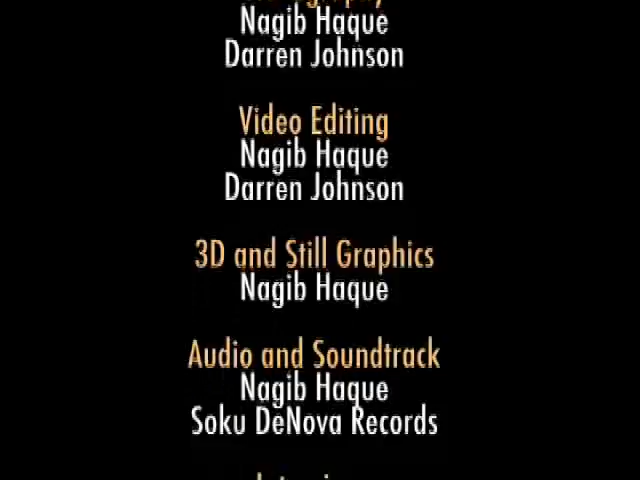 Nagib Haque
Darren Johnson
Video Editing
Nagib Haque
Darren Johnson
3D and Still Graphics
Nagib Haque
Audio and Soundtrack
Nagib Haque
Soku DeNova Records